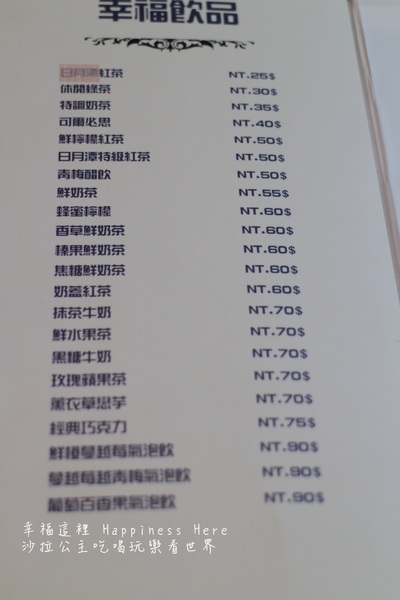 幸福飲品
日月潭紅茶 NT.25$
休閒綠茶 NT.30$
特調奶茶 NT.35$
可爾必思 NT.40$
鮮檸檬紅茶 NT.50$
日月潭特級紅茶 NT.50$
青梅醋飲 NT.50$
鮮奶茶 NT.55$
蜂蜜檸檬 NT.60$
香草鮮奶茶 NT.60$
榛果鮮奶茶 NT.60$
焦糖鮮奶茶 NT.60$
奶蓋紅茶 NT.60$
抹茶牛奶 NT.70$
鮮水果茶 NT.70$
黑糖牛奶 NT.70$
玫瑰蘋果茶 NT.70$
薰衣草戀芋 NT.70$
經典巧克力 NT.75$
鮮橙蔓越莓氣泡飲 NT.90$
蔓越莓越青梅氣泡飲 NT.90$
葡萄百香果氣泡飲 NT.90$
幸福這裡 Happiness Here
沙拉公主吃喝玩樂看世界